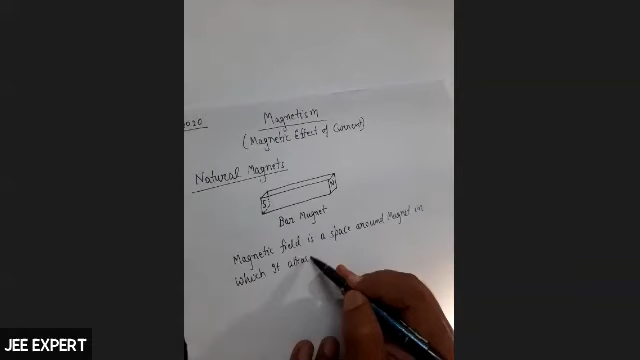 2020
Magnetism
(Magnetic Effect of Current)
Natural Magnets
S N
Bar Magnet
Magnetic field is a space around Magnet in
which It attra
JEE EXPERT